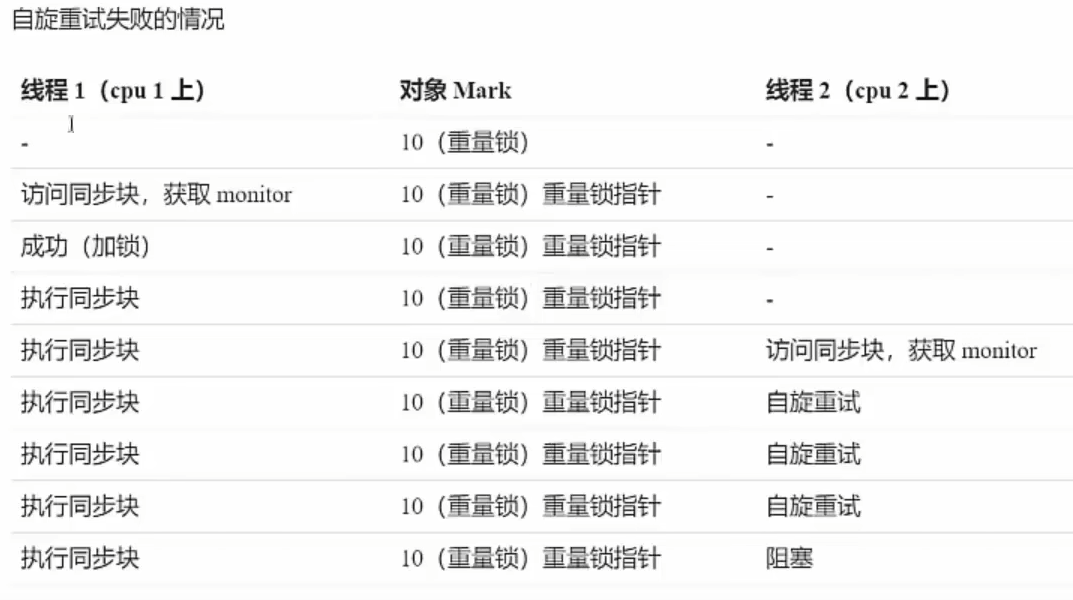 自旋重试失败的情况
线程 1（cpu 1 上） 对象 Mark 线程 2（cpu 2 上）
- 10（重量锁） -
访问同步块，获取 monitor 10（重量锁）重量锁指针 -
成功（加锁） 10（重量锁）重量锁指针 -
执行同步块 10（重量锁）重量锁指针 -
执行同步块 10（重量锁）重量锁指针 访问同步块，获取 monitor
执行同步块 10（重量锁）重量锁指针 自旋重试
执行同步块 10（重量锁）重量锁指针 自旋重试
执行同步块 10（重量锁）重量锁指针 自旋重试
执行同步块 10（重量锁）重量锁指针 阻塞